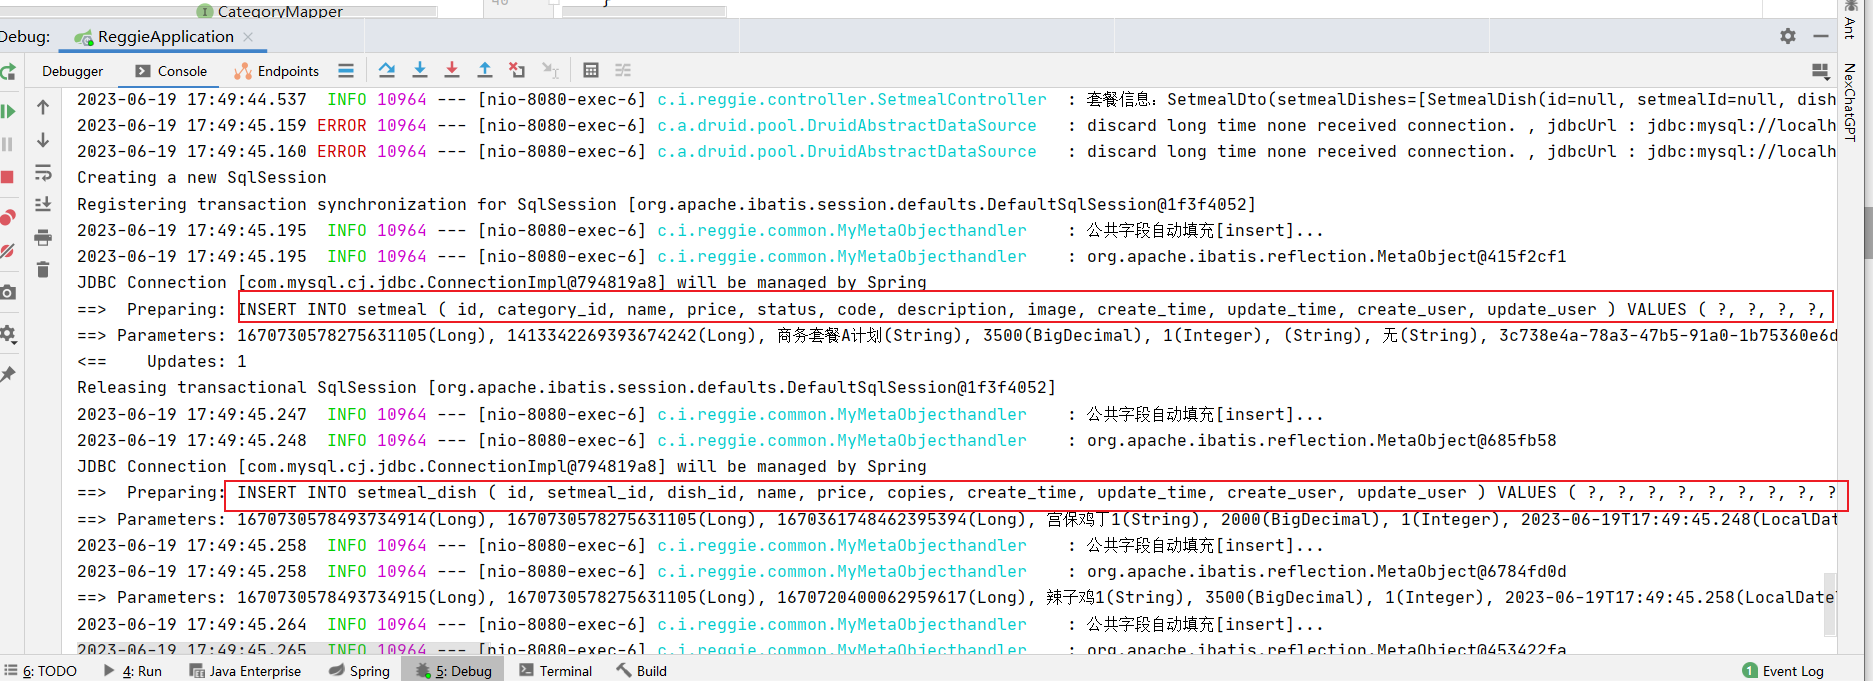 CategoryMapper
Debug: ReggieApplication
Debugger Console Endpoints
2023-06-19 17:49:44.537 INFO 10964 --- [nio-8080-exec-6] c.i.reggie.controller.SetmealController : 套餐信息：SetmealDto(setmealDishes=[SetmealDish(id=null, setmealId=null, dish
2023-06-19 17:49:45.159 ERROR 10964 --- [nio-8080-exec-6] c.a.druid.pool.DruidAbstractDataSource : discard long time none received connection. , jdbcUrl : jdbc:mysql://localh
2023-06-19 17:49:45.160 ERROR 10964 --- [nio-8080-exec-6] c.a.druid.pool.DruidAbstractDataSource : discard long time none received connection. , jdbcUrl : jdbc:mysql://localh
Creating a new SqlSession
Registering transaction synchronization for SqlSession [org.apache.ibatis.session.defaults.DefaultSqlSession@1f3f4052]
2023-06-19 17:49:45.195 INFO 10964 --- [nio-8080-exec-6] c.i.reggie.common.MyMetaObjecthandler : 公共字段自动填充[insert]...
2023-06-19 17:49:45.195 INFO 10964 --- [nio-8080-exec-6] c.i.reggie.common.MyMetaObjecthandler : org.apache.ibatis.reflection.MetaObject@415f2cf1
JDBC Connection [com.mysql.cj.jdbc.ConnectionImpl@794819a8] will be managed by Spring
==> Preparing: INSERT INTO setmeal ( id, category_id, name, price, status, code, description, image, create_time, update_time, create_user, update_user ) VALUES ( ?, ?, ?, ?,
==> Parameters: 1670730578275631105(Long), 1413342269393674242(Long), 商务套餐A计划(String), 3500(BigDecimal), 1(Integer), (String), 无(String), 3c738e4a-78a3-47b5-91a0-1b75360e6d
<== Updates: 1
Releasing transactional SqlSession [org.apache.ibatis.session.defaults.DefaultSqlSession@1f3f4052]
2023-06-19 17:49:45.247 INFO 10964 --- [nio-8080-exec-6] c.i.reggie.common.MyMetaObjecthandler : 公共字段自动填充[insert]...
2023-06-19 17:49:45.248 INFO 10964 --- [nio-8080-exec-6] c.i.reggie.common.MyMetaObjecthandler : org.apache.ibatis.reflection.MetaObject@685fb58
JDBC Connection [com.mysql.cj.jdbc.ConnectionImpl@794819a8] will be managed by Spring
==> Preparing: INSERT INTO setmeal_dish ( id, setmeal_id, dish_id, name, price, copies, create_time, update_time, create_user, update_user ) VALUES ( ?, ?, ?, ?, ?, ?, ?, ?, ?
==> Parameters: 1670730578493734914(Long), 1670730578275631105(Long), 1670361748462395394(Long), 宫保鸡丁1(String), 2000(BigDecimal), 1(Integer), 2023-06-19T17:49:45.248(LocalDat
2023-06-19 17:49:45.258 INFO 10964 --- [nio-8080-exec-6] c.i.reggie.common.MyMetaObjecthandler : 公共字段自动填充[insert]...
2023-06-19 17:49:45.258 INFO 10964 --- [nio-8080-exec-6] c.i.reggie.common.MyMetaObjecthandler : org.apache.ibatis.reflection.MetaObject@6784fd0d
==> Parameters: 1670730578493734915(Long), 1670730578275631105(Long), 1670720400062959617(Long), 辣子鸡1(String), 3500(BigDecimal), 1(Integer), 2023-06-19T17:49:45.258(LocalDate
2023-06-19 17:49:45.264 INFO 10964 --- [nio-8080-exec-6] c.i.reggie.common.MyMetaObjecthandler : 公共字段自动填充[insert]...
2023-06-19 17:49:45.265 INFO 10964 --- [nio-8080-exec-6] c.i.reggie.common.MyMetaObjecthandler : org.apache.ibatis.reflection.MetaObject@453422fa
6: TODO 4: Run Java Enterprise Spring 5: Debug Terminal Build 1 Event Log
Ant
NexChatGPT